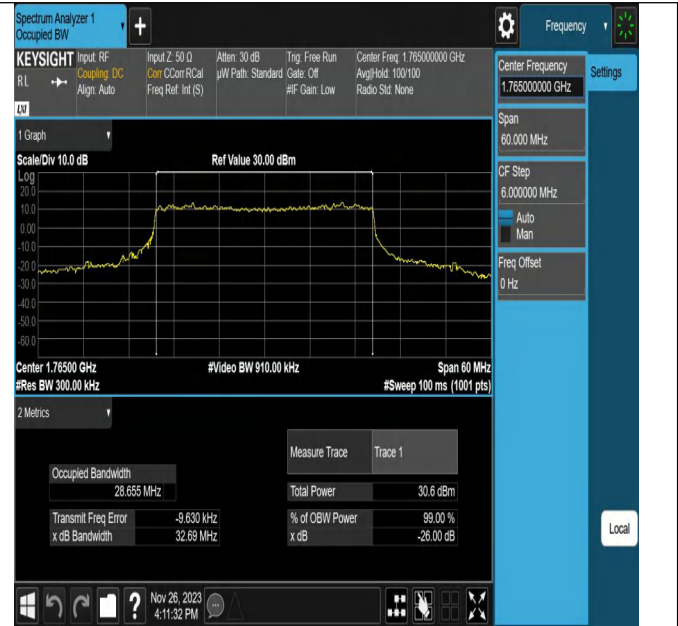 Spectrum Analyzer 1
Occupied BW
+
Frequency
KEYSIGHT
RL
LXI
Input: RF
Coupling: DC
Align: Auto
Input Z: 50 Ω
Corr CCorr RCal
Freq Ref: Int (S)
Atten: 30 dB
µW Path: Standard
Trig: Free Run
Gate: Off
#IF Gain: Low
Center Freq: 1.765000000 GHz
Avg|Hold: 100/100
Radio Std: None
Center Frequency
1.765000000 GHz
Settings
Span
60.000 MHz
CF Step
6.000000 MHz
Auto
Man
Freq Offset
0 Hz
Local
1 Graph
Scale/Div 10.0 dB
Ref Value 30.00 dBm
Log
20.0
10.0
0.00
-10.0
-20.0
-30.0
-40.0
-50.0
-60.0
Center 1.76500 GHz
#Video BW 910.00 kHz
Span 60 MHz
#Res BW 300.00 kHz
#Sweep 100 ms (1001 pts)
2 Metrics
Measure Trace
Trace 1
Occupied Bandwidth
28.655 MHz
Total Power
30.6 dBm
Transmit Freq Error
-9.630 kHz
% of OBW Power
99.00 %
x dB Bandwidth
32.69 MHz
x dB
-26.00 dB
?
Nov 26, 2023
4:11:32 PM